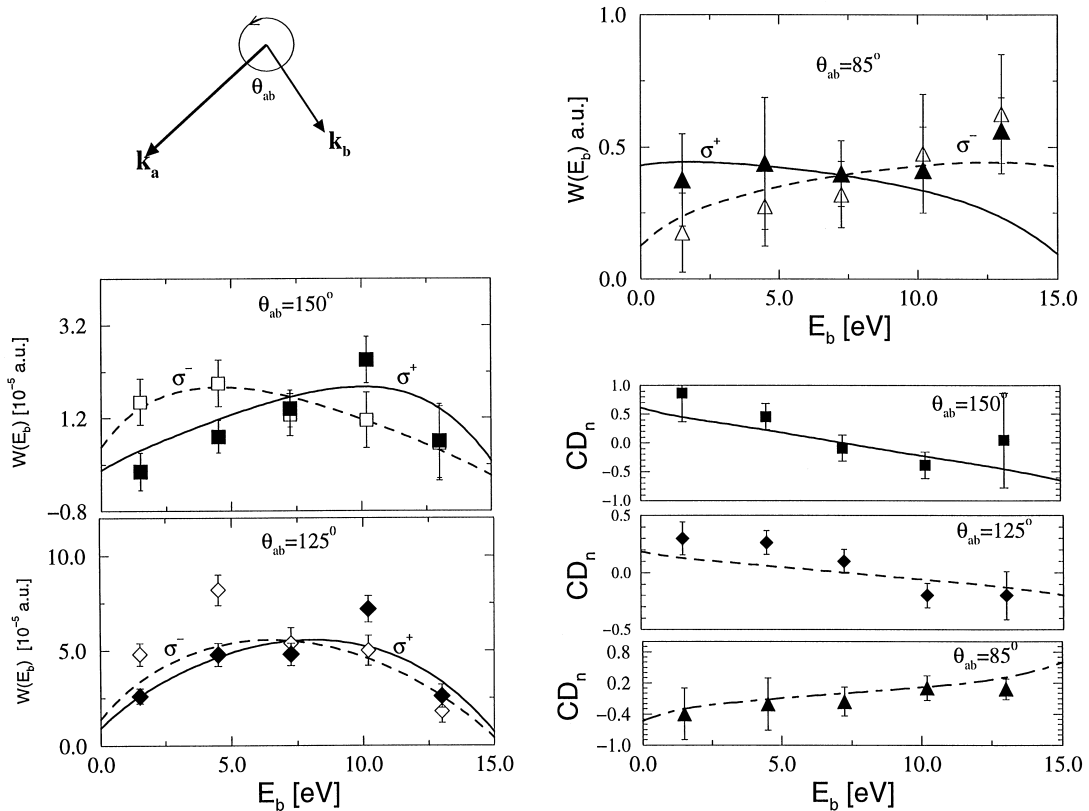 θab
ka
kb
θab=85°
W(Eb) a.u.
σ+
σ−
1.0
0.5
0.0
0.0 5.0 10.0 15.0
Eb [eV]
θab=150°
W(Eb) [10⁻⁵ a.u.]
σ−
σ+
3.2
1.2
−0.8
θab=125°
W(Eb) [10⁻⁵ a.u.]
σ−
σ+
10.0
5.0
0.0
0.0 5.0 10.0 15.0
Eb [eV]
θab=150°
CDn
1.0
0.5
0.0
−0.5
−1.0
θab=125°
CDn
0.5
0.0
−0.5
θab=85°
CDn
0.8
0.2
−0.4
−1.0
0.0 5.0 10.0 15.0
Eb [eV]